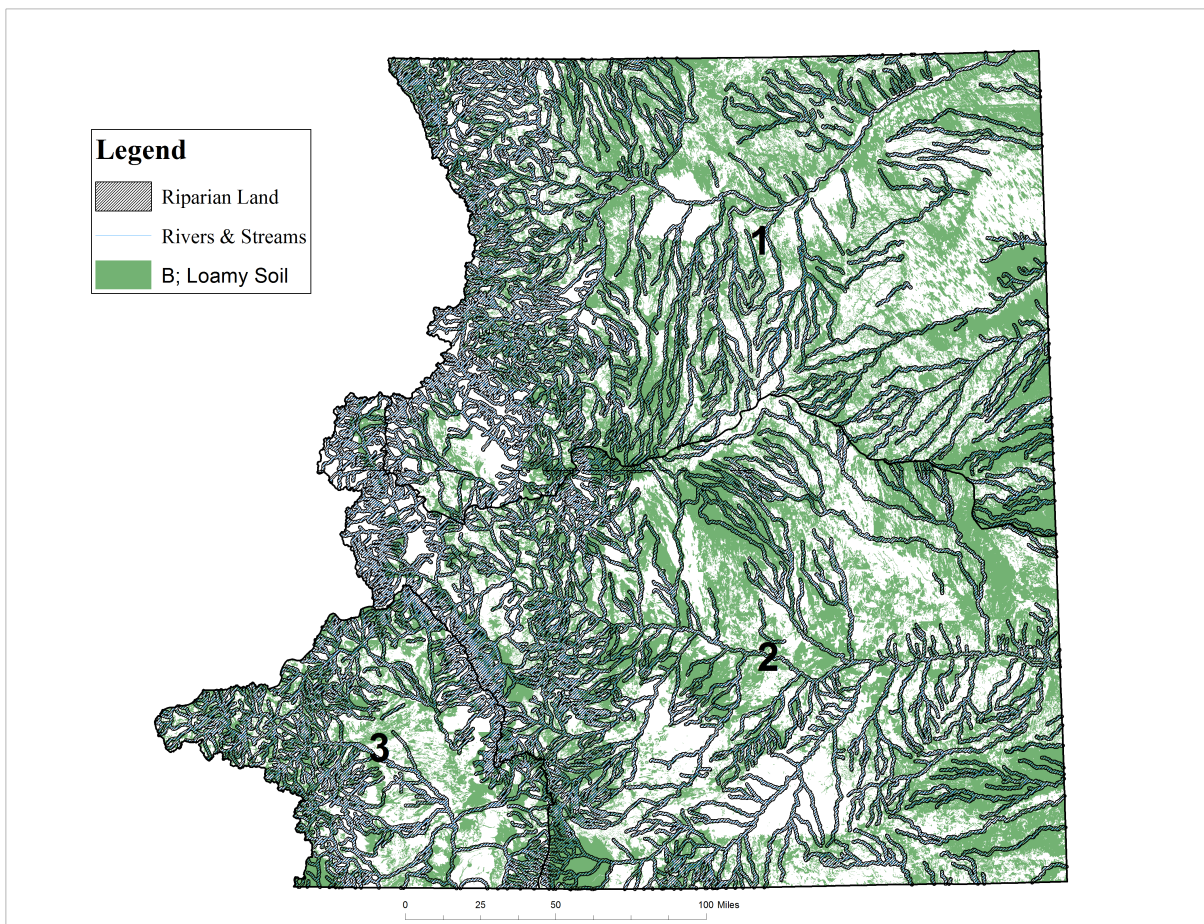 Legend
Riparian Land
Rivers & Streams
B; Loamy Soil
1
2
3
0 25 50 100 Miles